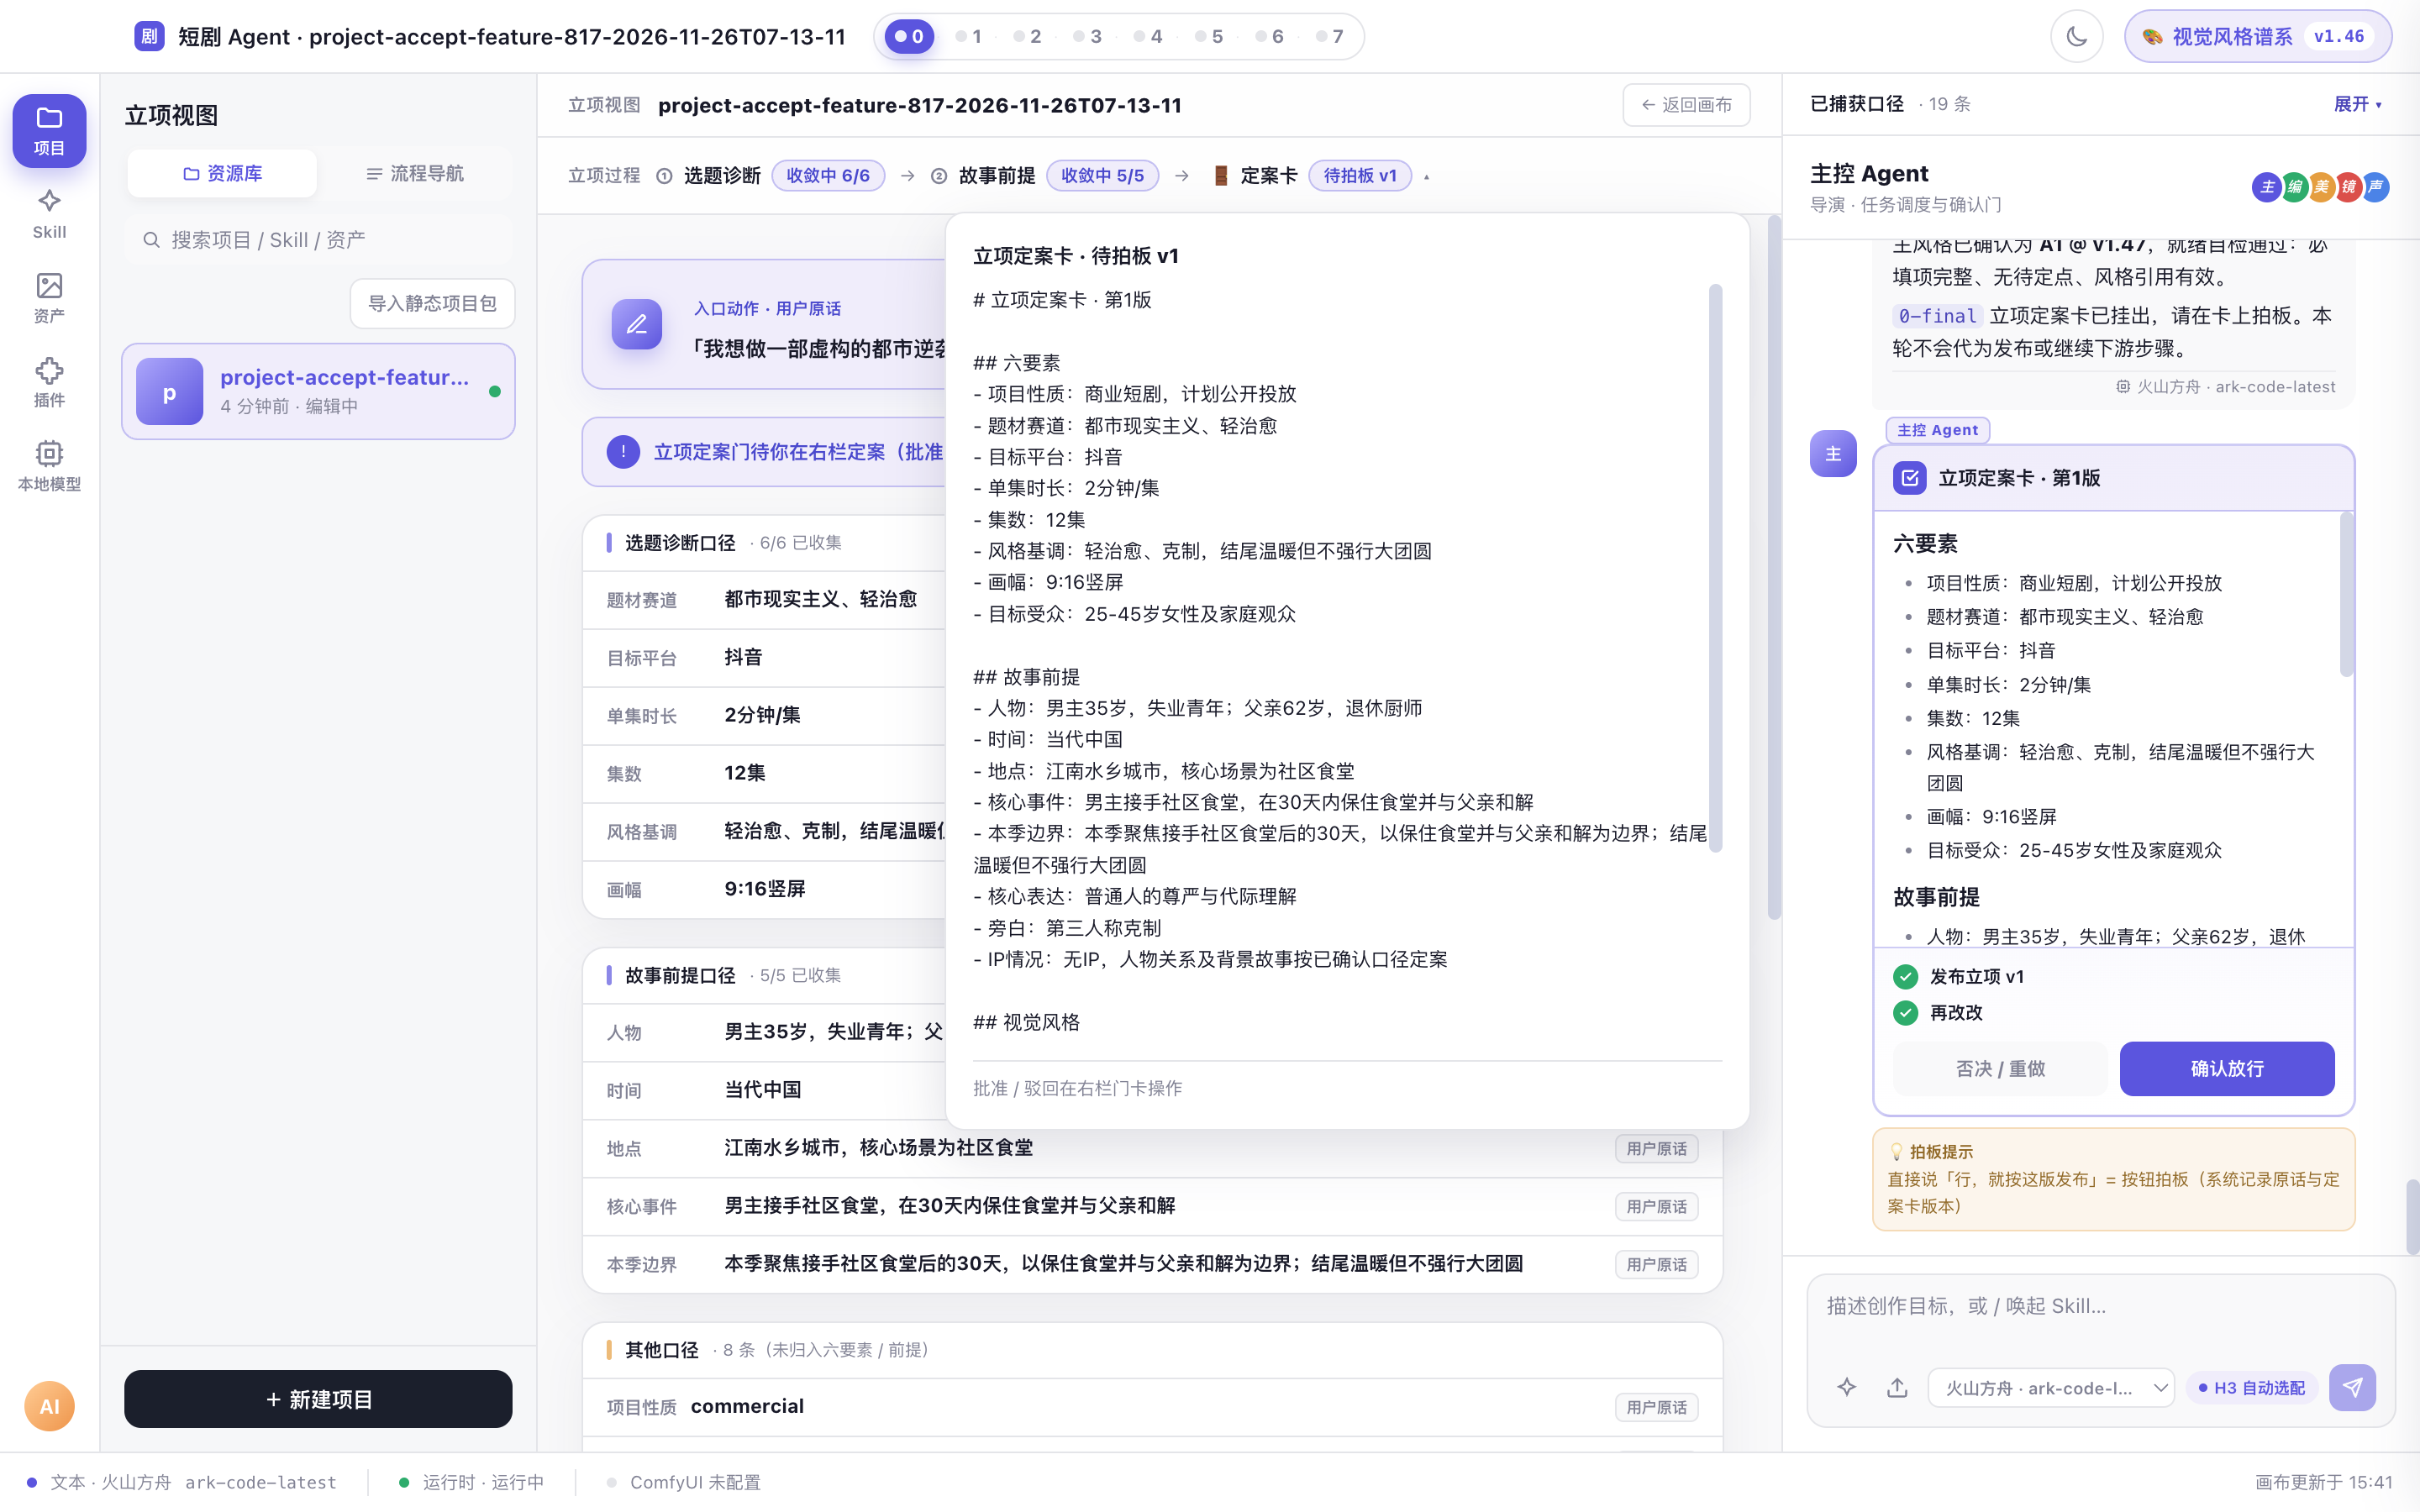 剧 短剧 Agent · project-accept-feature-817-2026-11-26T07-13-11
0 1 2 3 4 5 6 7
视觉风格谱系 v1.46
项目
Skill
资产
插件
本地模型
AI
立项视图
资源库 流程导航
搜索项目 / Skill / 资产
导入静态项目包
p
project-accept-featur...
4 分钟前 · 编辑中
+ 新建项目
立项视图 project-accept-feature-817-2026-11-26T07-13-11
← 返回画布
立项过程 ① 选题诊断 收敛中 6/6 → ② 故事前提 收敛中 5/5 → 定案卡 待拍板 v1 ▴
入口动作 · 用户原话
「我想做一部虚构的都市逆袭
! 立项定案门待你在右栏定案（批准
选题诊断口径 · 6/6 已收集
题材赛道 都市现实主义、轻治愈
目标平台 抖音
单集时长 2分钟/集
集数 12集
风格基调 轻治愈、克制，结尾温暖但
画幅 9:16竖屏
故事前提口径 · 5/5 已收集
人物 男主35岁，失业青年；父
时间 当代中国
地点 江南水乡城市，核心场景为社区食堂 用户原话
核心事件 男主接手社区食堂，在30天内保住食堂并与父亲和解 用户原话
本季边界 本季聚焦接手社区食堂后的30天，以保住食堂并与父亲和解为边界；结尾温暖但不强行大团圆 用户原话
其他口径 · 8 条（未归入六要素 / 前提）
项目性质 commercial 用户原话
立项定案卡 · 待拍板 v1
# 立项定案卡 · 第1版
## 六要素
- 项目性质：商业短剧，计划公开投放
- 题材赛道：都市现实主义、轻治愈
- 目标平台：抖音
- 单集时长：2分钟/集
- 集数：12集
- 风格基调：轻治愈、克制，结尾温暖但不强行大团圆
- 画幅：9:16竖屏
- 目标受众：25-45岁女性及家庭观众
## 故事前提
- 人物：男主35岁，失业青年；父亲62岁，退休厨师
- 时间：当代中国
- 地点：江南水乡城市，核心场景为社区食堂
- 核心事件：男主接手社区食堂，在30天内保住食堂并与父亲和解
- 本季边界：本季聚焦接手社区食堂后的30天，以保住食堂并与父亲和解为边界；结尾
温暖但不强行大团圆
- 核心表达：普通人的尊严与代际理解
- 旁白：第三人称克制
- IP情况：无IP，人物关系及背景故事按已确认口径定案
## 视觉风格
批准 / 驳回在右栏门卡操作
已捕获口径 · 19 条 展开 ▾
主控 Agent
导演 · 任务调度与确认门
主 编 美 镜 声
主风格已确认为 A1 @ v1.47，就绪自检通过：必
填项完整、无待定点、风格引用有效。
0-final 立项定案卡已挂出，请在卡上拍板。本
轮不会代为发布或继续下游步骤。
火山方舟 · ark-code-latest
主控 Agent
主
立项定案卡 · 第1版
六要素
• 项目性质：商业短剧，计划公开投放
• 题材赛道：都市现实主义、轻治愈
• 目标平台：抖音
• 单集时长：2分钟/集
• 集数：12集
• 风格基调：轻治愈、克制，结尾温暖但不强行大
团圆
• 画幅：9:16竖屏
• 目标受众：25-45岁女性及家庭观众
故事前提
• 人物：男主35岁，失业青年；父亲62岁，退休
发布立项 v1
再改改
否决 / 重做 确认放行
拍板提示
直接说「行，就按这版发布」= 按钮拍板（系统记录原话与定
案卡版本）
描述创作目标，或 / 唤起 Skill...
火山方舟 · ark-code-l... H3 自动选配
文本 · 火山方舟 ark-code-latest 运行时 · 运行中 ComfyUI 未配置
画布更新于 15:41